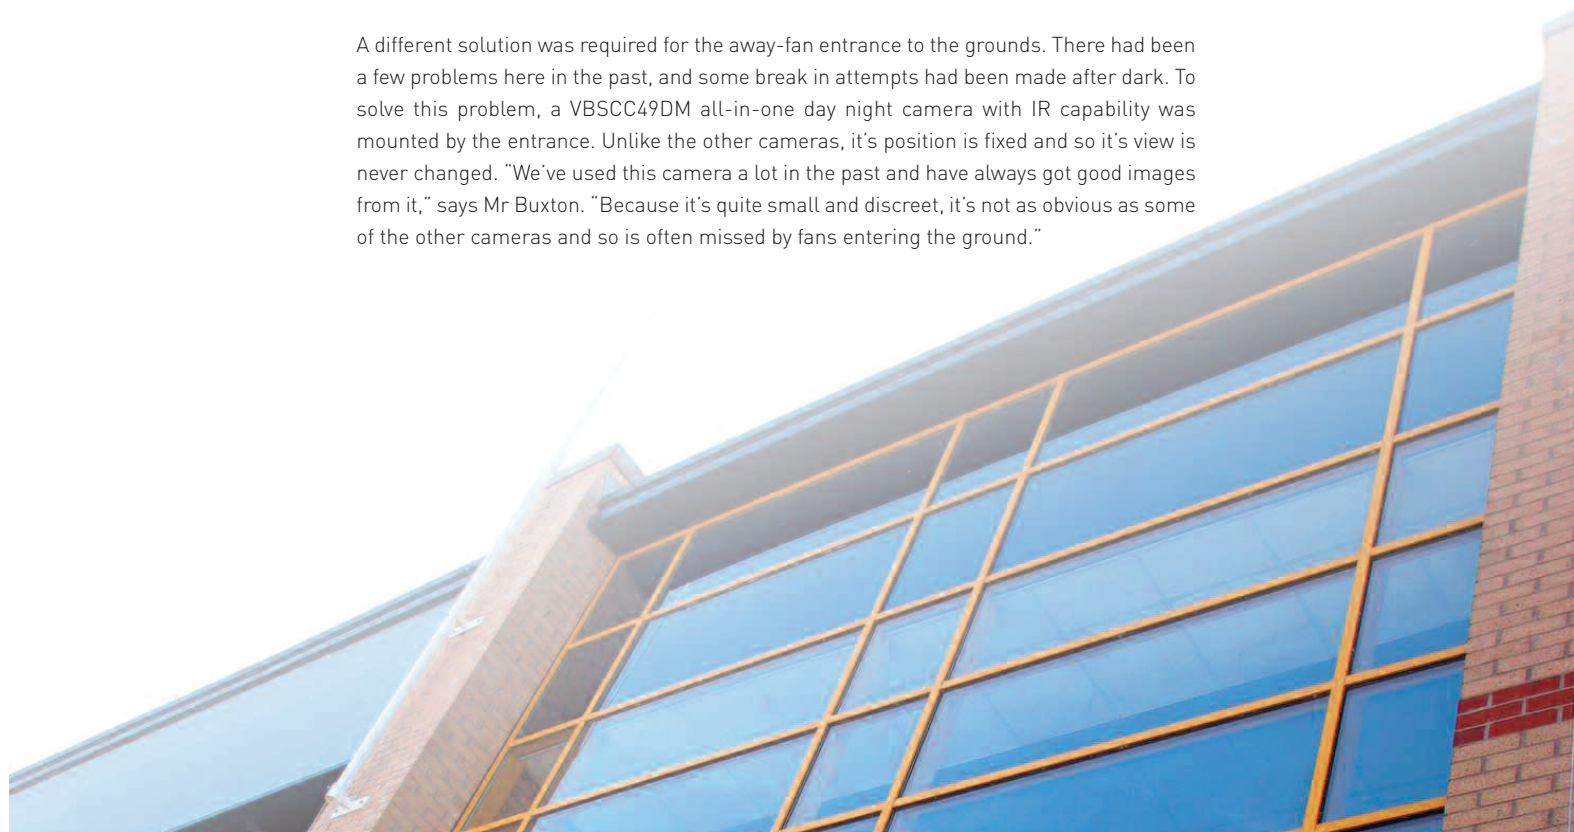 A different solution was required for the away-fan entrance to the grounds. There had been
a few problems here in the past, and some break in attempts had been made after dark. To
solve this problem, a VBSCC49DM all-in-one day night camera with IR capability was
mounted by the entrance. Unlike the other cameras, it’s position is fixed and so it’s view is
never changed. “We’ve used this camera a lot in the past and have always got good images
from it,” says Mr Buxton. “Because it’s quite small and discreet, it’s not as obvious as some
of the other cameras and so is often missed by fans entering the ground.”